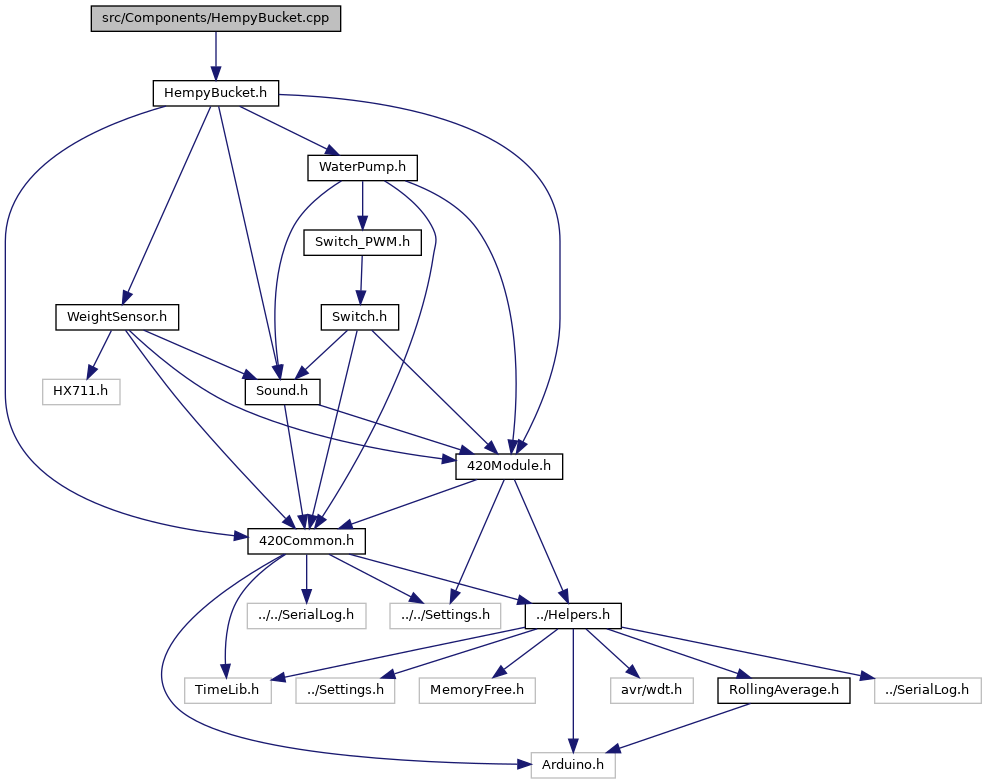 src/Components/HempyBucket.cpp
HempyBucket.h
WaterPump.h
Switch_PWM.h
WeightSensor.h
Switch.h
HX711.h
Sound.h
420Module.h
420Common.h
../../SerialLog.h
../../Settings.h
../Helpers.h
TimeLib.h
../Settings.h
MemoryFree.h
avr/wdt.h
RollingAverage.h
../SerialLog.h
Arduino.h